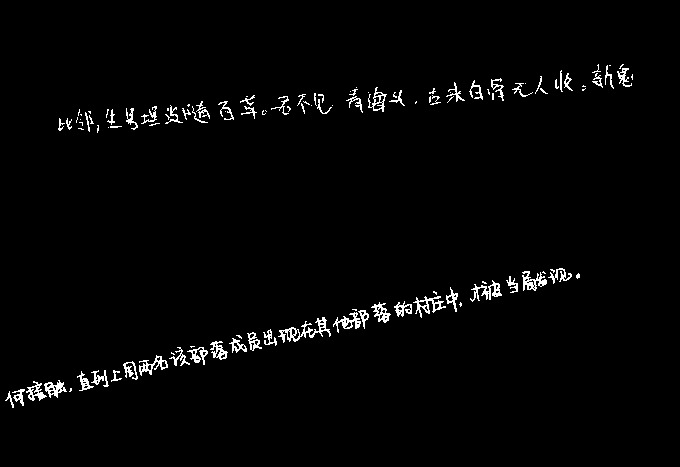 比邻,生男埋没随百草。君不见 青海头.古来白骨无人收。新鬼
何接触,直到上周两名该部落成员出现在其他部落的村庄中,才被当局发现。